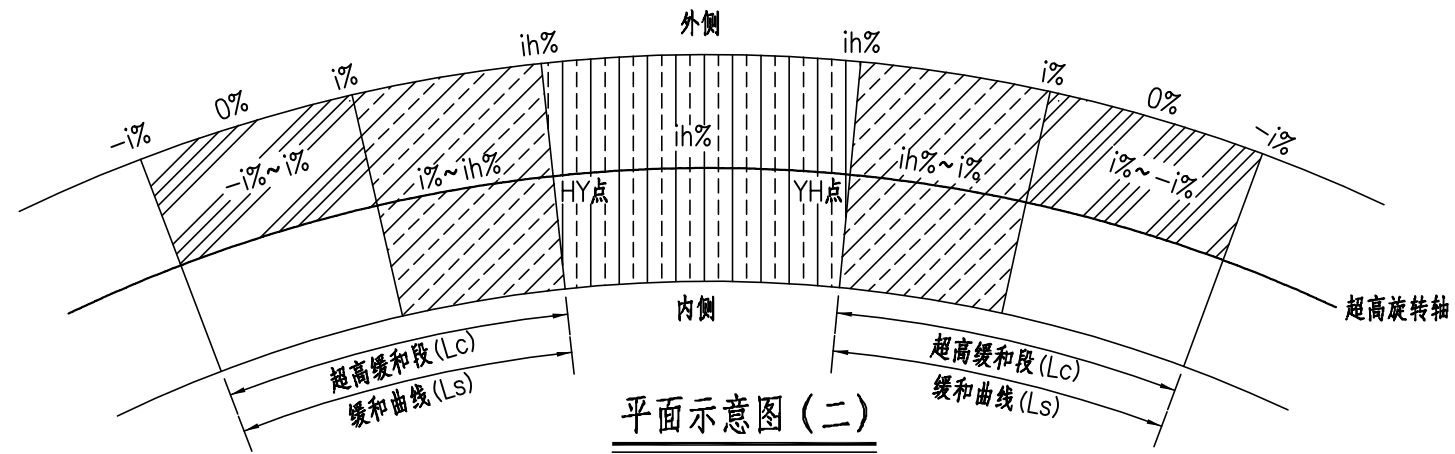 外侧
ih%
ih%
i%
i%
0%
0%
-i%
-i%
ih%
-i%~i%
i%~ih%
ih%~i%
i%~-i%
HY点
YH点
内侧
超高旋转轴
超高缓和段(Lc)
超高缓和段(Lc)
缓和曲线(Ls)
缓和曲线(Ls)
平面示意图（二）